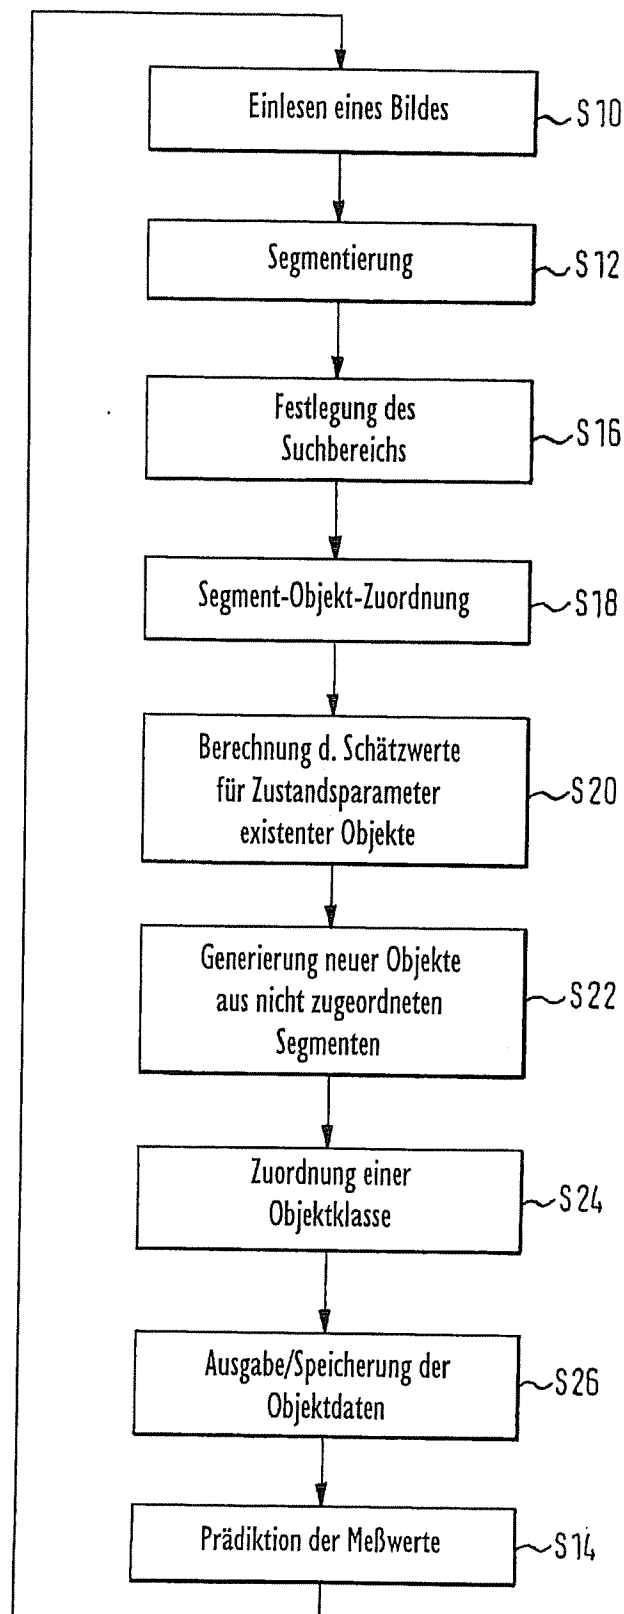 Einlesen eines Bildes
S10
Segmentierung
S12
Festlegung des
Suchbereichs
S16
Segment-Objekt-Zuordnung
S18
Berechnung d. Schätzwerte
für Zustandsparameter
existenter Objekte
S20
Generierung neuer Objekte
aus nicht zugeordneten
Segmenten
S22
Zuordnung einer
Objektklasse
S24
Ausgabe/Speicherung der
Objektdaten
S26
Prädiktion der Meßwerte
S14